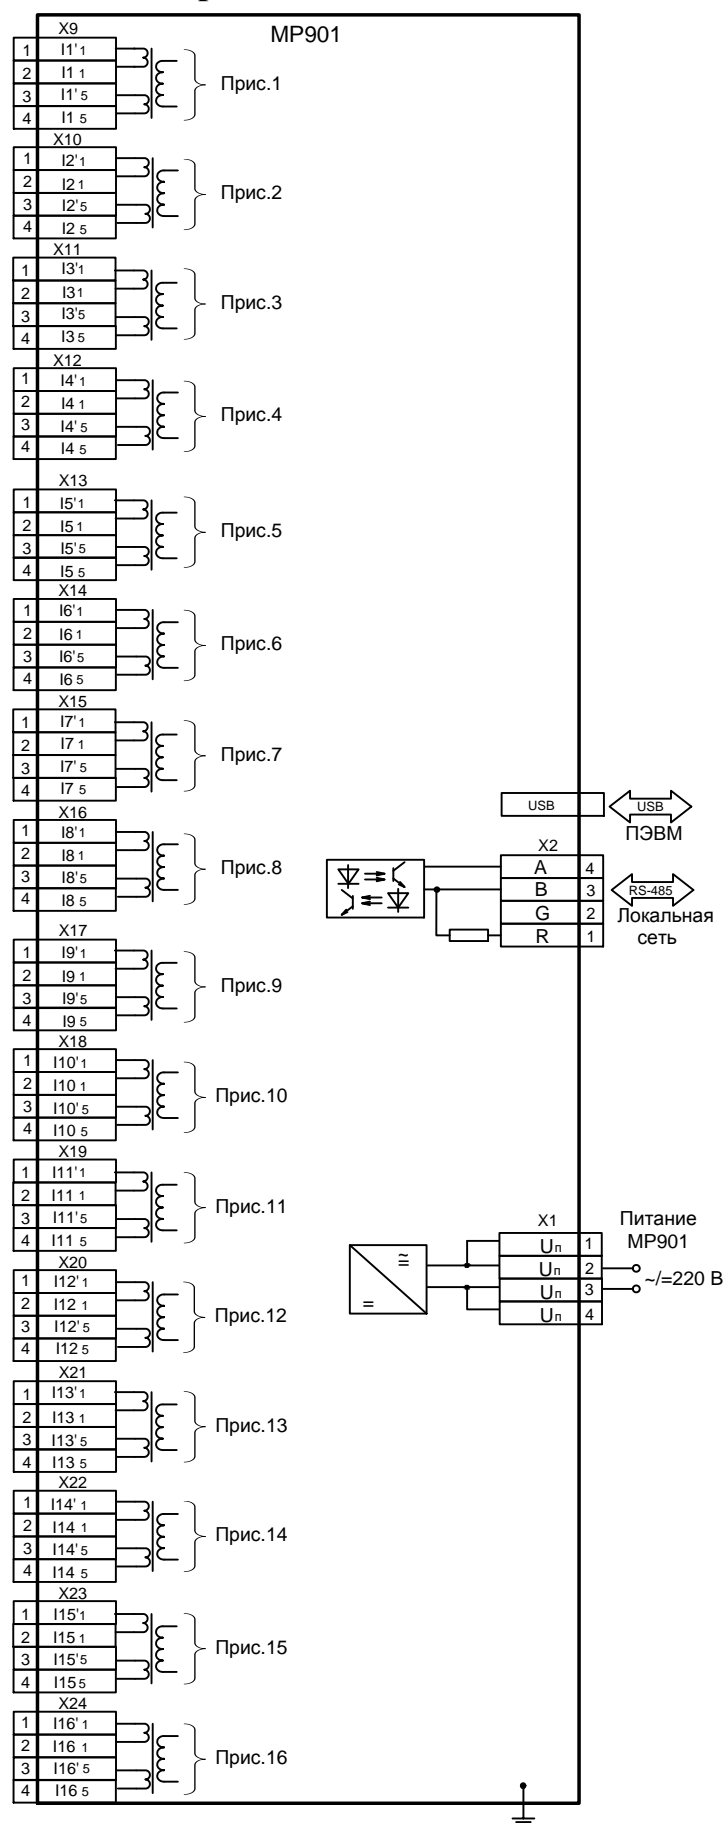 МР901
X9
1 I1'1
2 I1 1
3 I1'5
4 I1 5
Прис.1
X10
1 I2'1
2 I2 1
3 I2'5
4 I2 5
Прис.2
X11
1 I3'1
2 I3 1
3 I3'5
4 I3 5
Прис.3
X12
1 I4'1
2 I4 1
3 I4'5
4 I4 5
Прис.4
X13
1 I5'1
2 I5 1
3 I5'5
4 I5 5
Прис.5
X14
1 I6'1
2 I6 1
3 I6'5
4 I6 5
Прис.6
X15
1 I7'1
2 I7 1
3 I7'5
4 I7 5
Прис.7
X16
1 I8'1
2 I8 1
3 I8'5
4 I8 5
Прис.8
X17
1 I9'1
2 I9 1
3 I9'5
4 I9 5
Прис.9
X18
1 I10'1
2 I10 1
3 I10'5
4 I10 5
Прис.10
X19
1 I11'1
2 I11 1
3 I11'5
4 I11 5
Прис.11
X20
1 I12'1
2 I12 1
3 I12'5
4 I12 5
Прис.12
X21
1 I13'1
2 I13 1
3 I13'5
4 I13 5
Прис.13
X22
1 I14'1
2 I14 1
3 I14'5
4 I14 5
Прис.14
X23
1 I15'1
2 I15 1
3 I15'5
4 I15 5
Прис.15
X24
1 I16'1
2 I16 1
3 I16'5
4 I16 5
Прис.16
USB
USB
ПЭВМ
X2
A 4
B 3
G 2
R 1
RS-485
Локальная
сеть
X1
Uп 1
Uп 2
Uп 3
Uп 4
Питание
МР901
~/=220 В